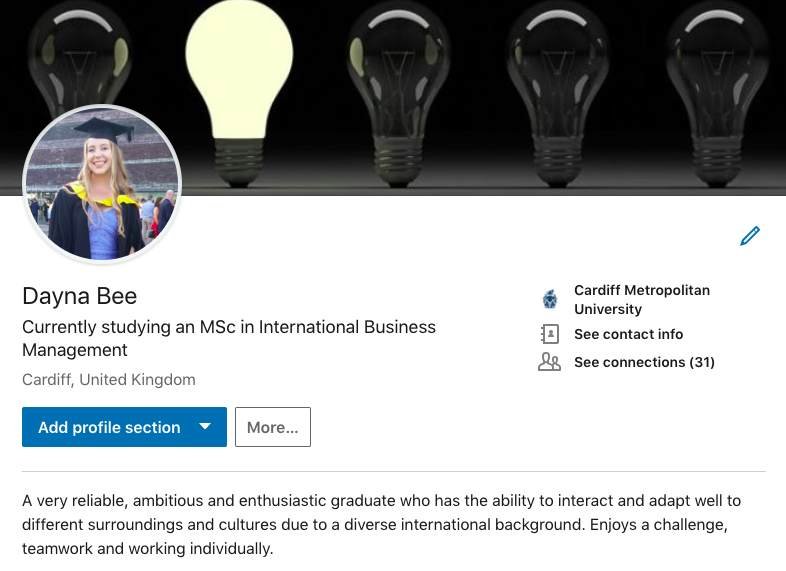 Dayna Bee
Currently studying an MSc in International Business
Management
Cardiff, United Kingdom
Add profile section
More...
Cardiff Metropolitan
University
See contact info
See connections (31)
A very reliable, ambitious and enthusiastic graduate who has the ability to interact and adapt well to
different surroundings and cultures due to a diverse international background. Enjoys a challenge,
teamwork and working individually.